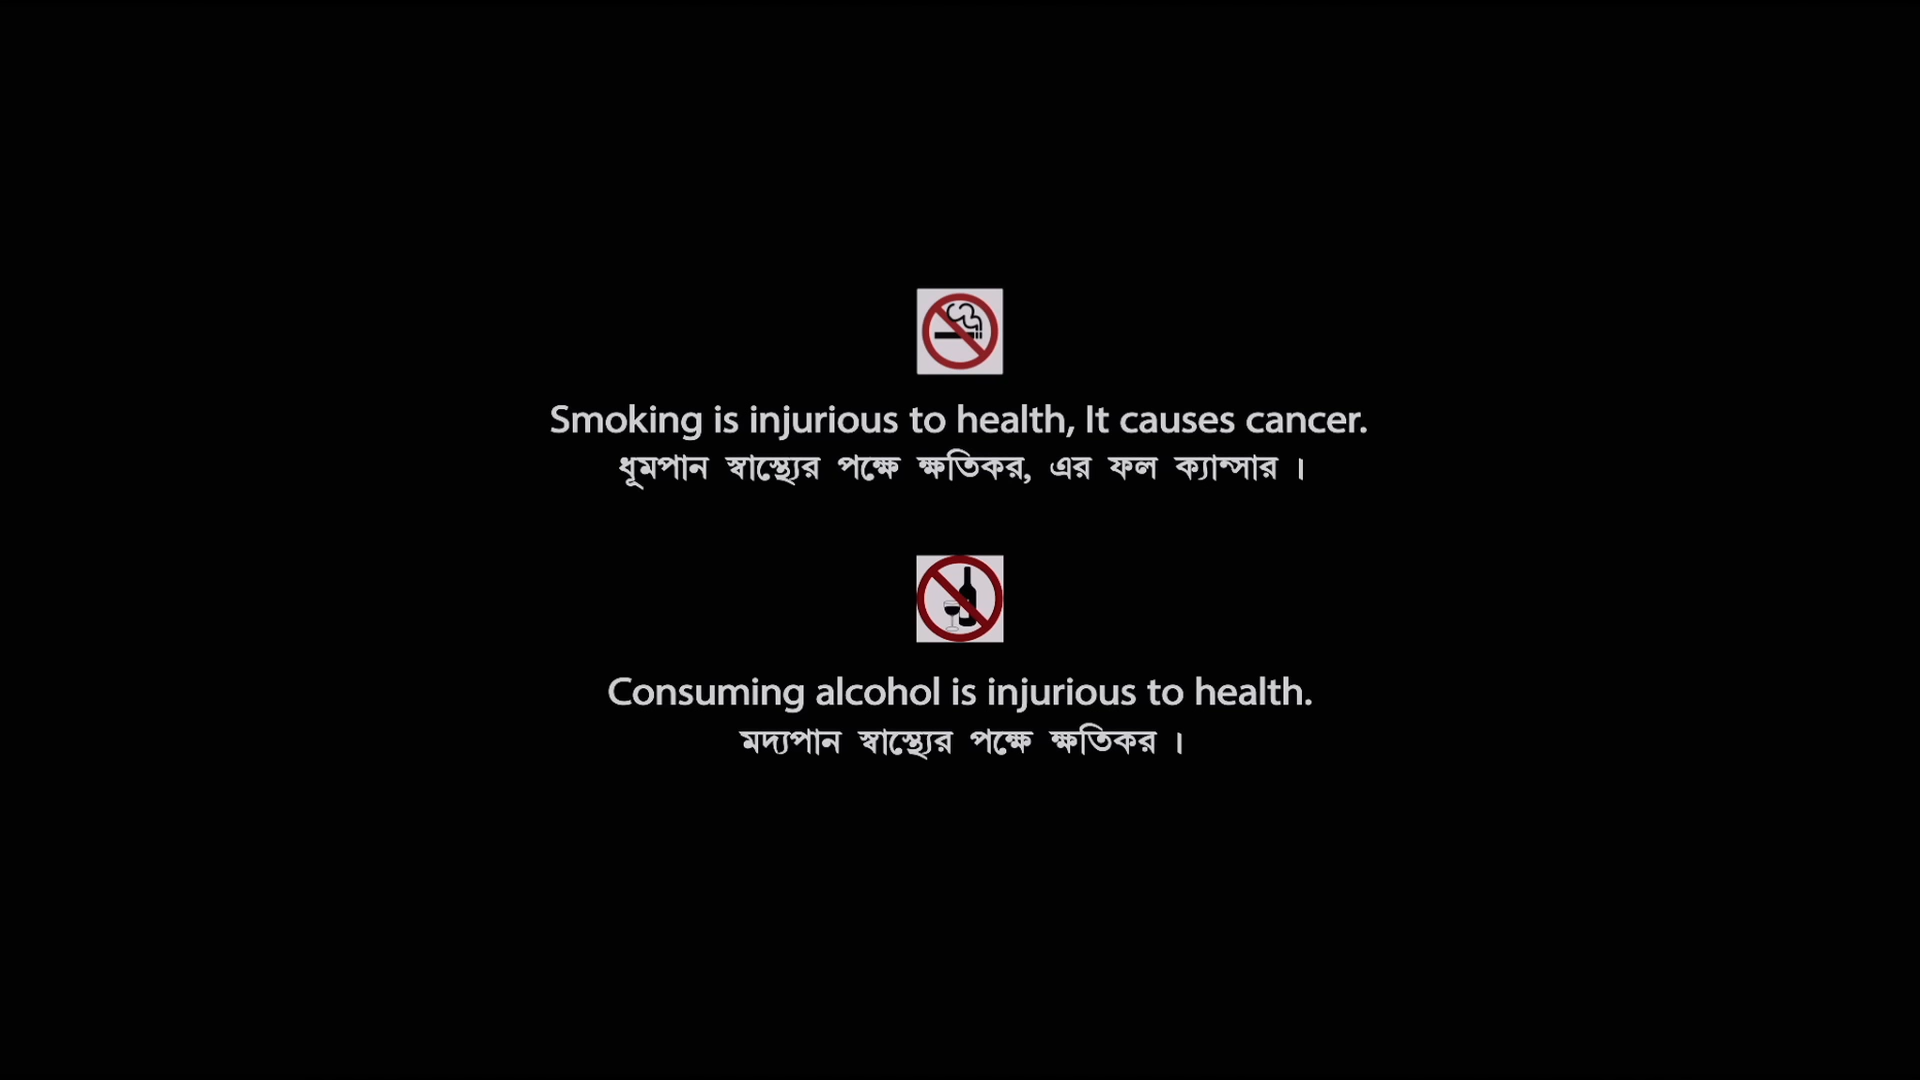 Smoking is injurious to health, It causes cancer.
ধূমপান স্বাস্থ্যের পক্ষে ক্ষতিকর, এর ফল ক্যান্সার ।
Consuming alcohol is injurious to health.
মদ্যপান স্বাস্থ্যের পক্ষে ক্ষতিকর ।